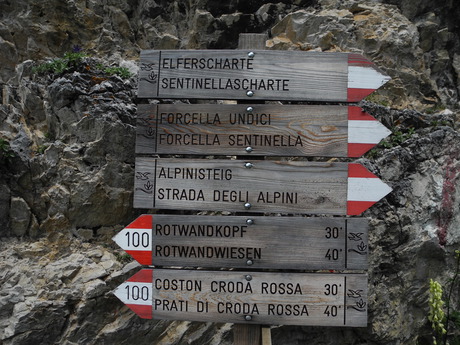 ELFERSCHARTE
SENTINELLASCHARTE
FORCELLA UNDICI
FORCELLA SENTINELLA
ALPINISTEIG
STRADA DEGLI ALPINI
100 ROTWANDKOPF 30'
ROTWANDWIESEN 40'
100 COSTON CRODA ROSSA 30'
PRATI DI CRODA ROSSA 40'